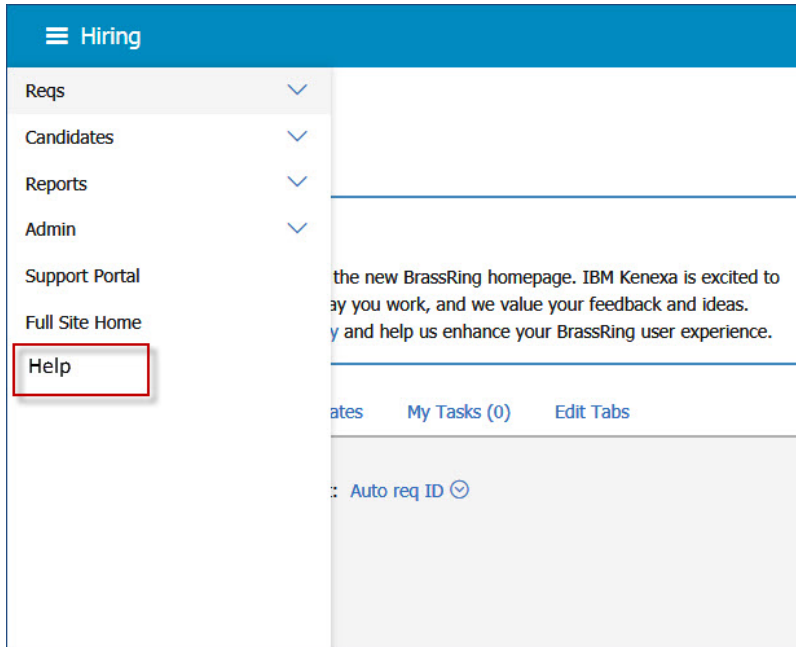 Hiring
Reqs
Candidates
Reports
Admin
Support Portal
Full Site Home
Help
the new BrassRing homepage. IBM Kenexa is excited to
ay you work, and we value your feedback and ideas.
y and help us enhance your BrassRing user experience.
ates My Tasks (0) Edit Tabs
: Auto req ID